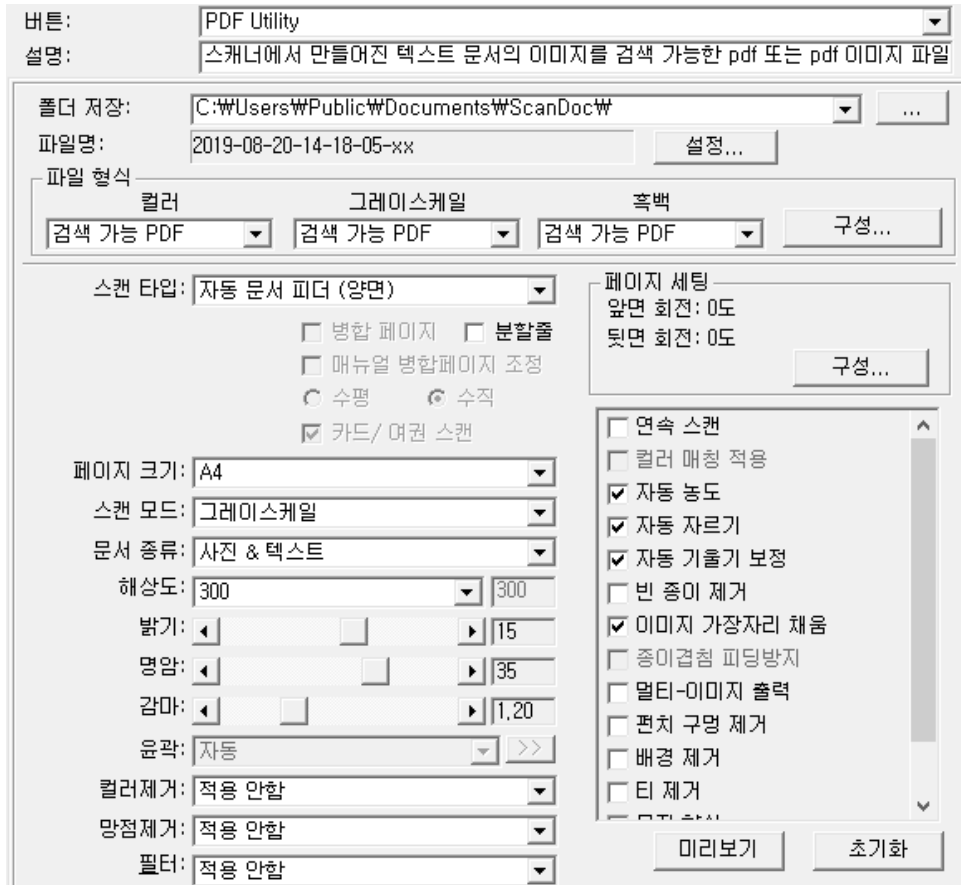 버튼: PDF Utility
설명: 스캐너에서 만들어진 텍스트 문서의 이미지를 검색 가능한 pdf 또는 pdf 이미지 파일
폴더 저장: C:₩Users₩Public₩Documents₩ScanDoc₩ ...
파일명: 2019-08-20-14-18-05-xx 설정...
파일 형식
컬러 그레이스케일 흑백
검색 가능 PDF 검색 가능 PDF 검색 가능 PDF 구성...
스캔 타입: 자동 문서 피더 (양면)
병합 페이지 분할줄
매뉴얼 병합페이지 조정
수평 수직
카드/ 여권 스캔
페이지 크기: A4
스캔 모드: 그레이스케일
문서 종류: 사진 & 텍스트
해상도: 300 300
밝기: 15
명암: 35
감마: 1,20
윤곽: 자동 >>
컬러제거: 적용 안함
망점제거: 적용 안함
필터: 적용 안함
페이지 세팅
앞면 회전: 0도
뒷면 회전: 0도
구성...
연속 스캔
컬러 매칭 적용
자동 농도
자동 자르기
자동 기울기 보정
빈 종이 제거
이미지 가장자리 채움
종이겹침 피딩방지
멀티-이미지 출력
펀치 구멍 제거
배경 제거
티 제거
미리보기 초기화